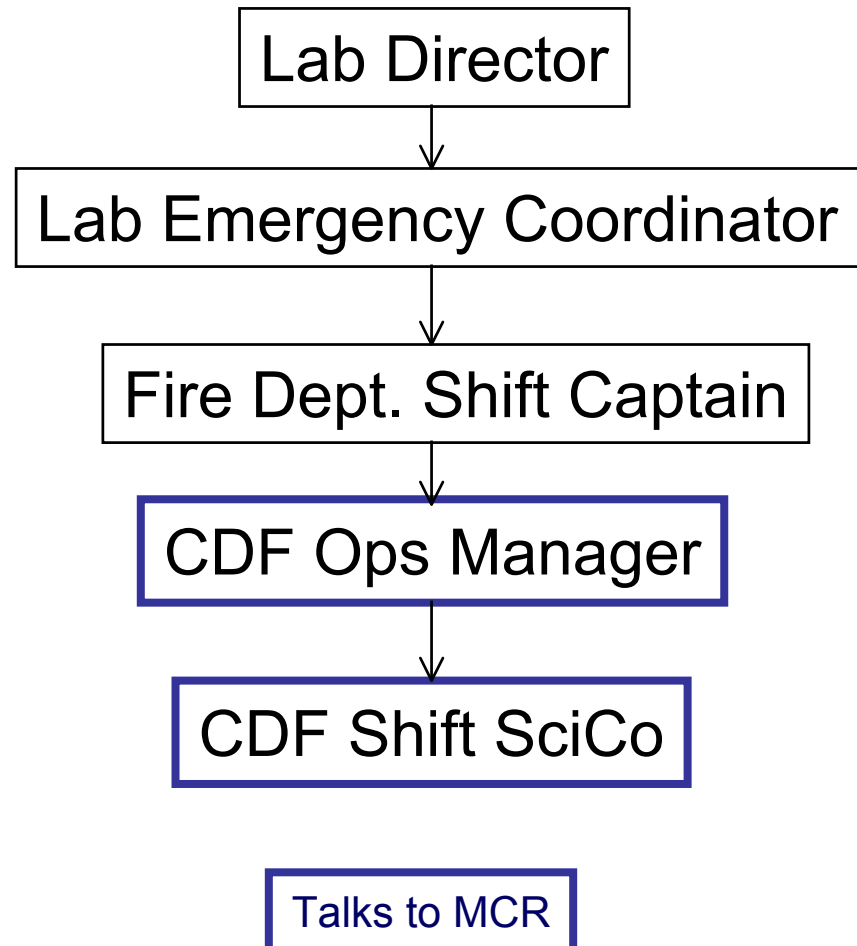 Lab Director
Lab Emergency Coordinator
Fire Dept. Shift Captain
CDF Ops Manager
CDF Shift SciCo
Talks to MCR